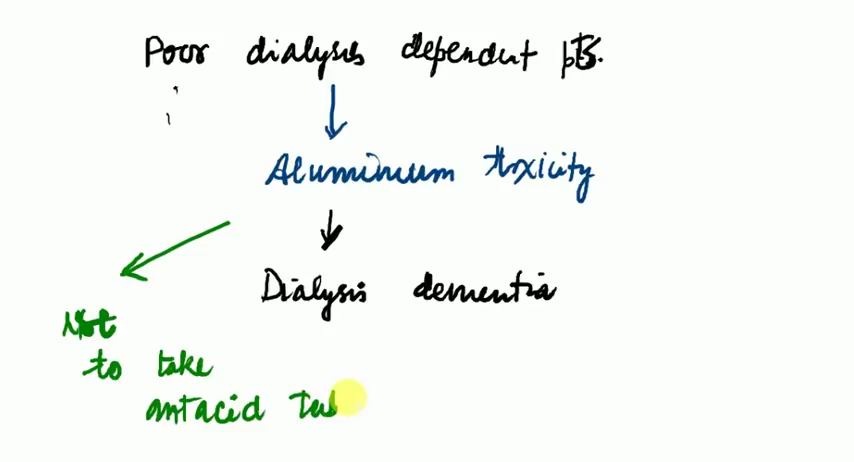 Poor dialysis dependent pts.
Aluminium toxicity
Dialysis dementia
Not
to take
antacid